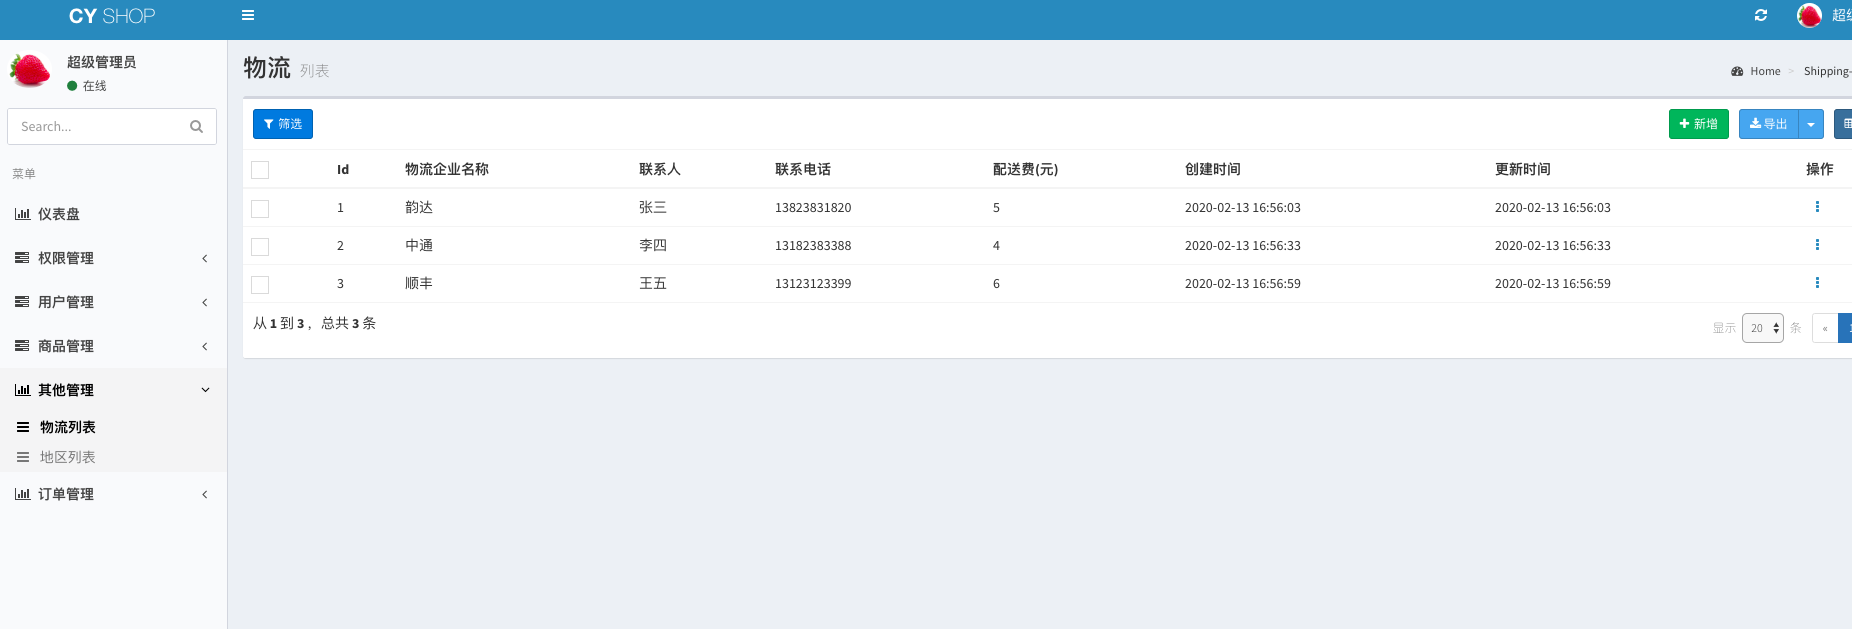 CY SHOP
超级
超级管理员
在线
Search...
菜单
仪表盘
权限管理
用户管理
商品管理
其他管理
物流列表
地区列表
订单管理
物流 列表
Home > Shipping-
筛选
新增 导出
Id 物流企业名称 联系人 联系电话 配送费(元) 创建时间 更新时间 操作
1 韵达 张三 13823831820 5 2020-02-13 16:56:03 2020-02-13 16:56:03
2 中通 李四 13182383388 4 2020-02-13 16:56:33 2020-02-13 16:56:33
3 顺丰 王五 13123123399 6 2020-02-13 16:56:59 2020-02-13 16:56:59
从 1 到 3 ，总共 3 条
显示 20 条 «